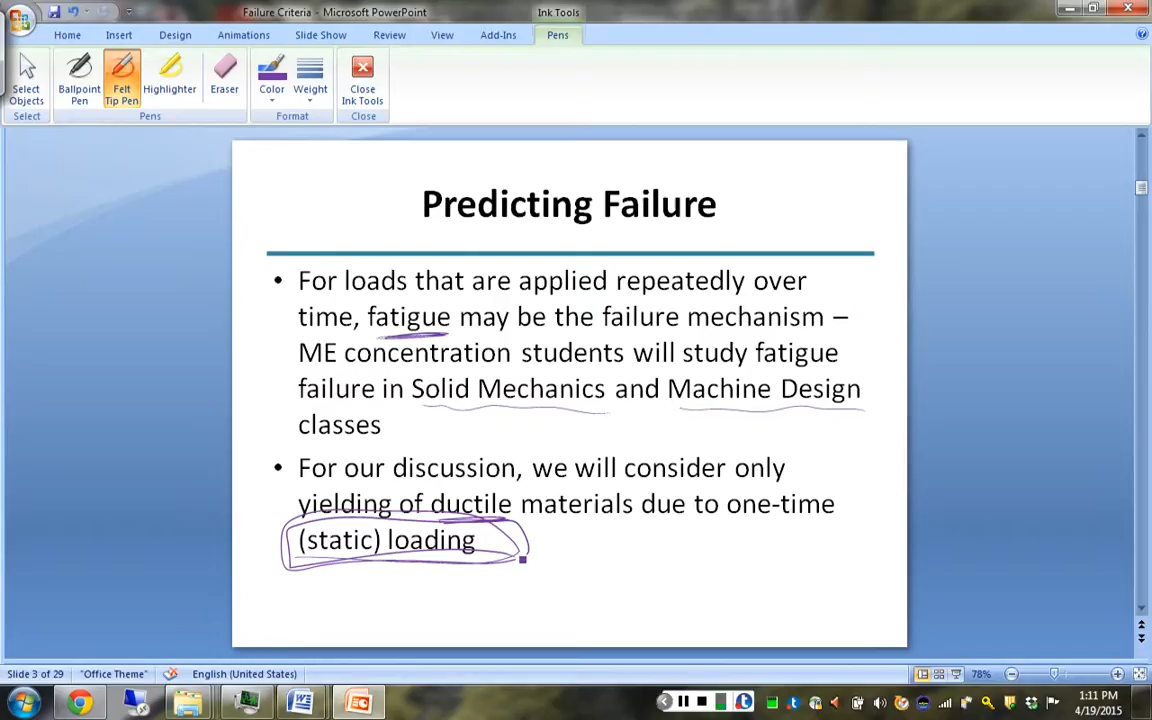 Failure Criteria - Microsoft PowerPoint
Ink Tools
Home Insert Design Animations Slide Show Review View Add-Ins Pens
Select Objects
Ballpoint Pen
Felt Tip Pen
Highlighter
Eraser
Color
Weight
Close Ink Tools
Select Pens Format Close
Predicting Failure
• For loads that are applied repeatedly over
time, fatigue may be the failure mechanism –
ME concentration students will study fatigue
failure in Solid Mechanics and Machine Design
classes
• For our discussion, we will consider only
yielding of ductile materials due to one-time
(static) loading
Slide 3 of 29 "Office Theme" English (United States) 78%
1:11 PM
4/19/2015